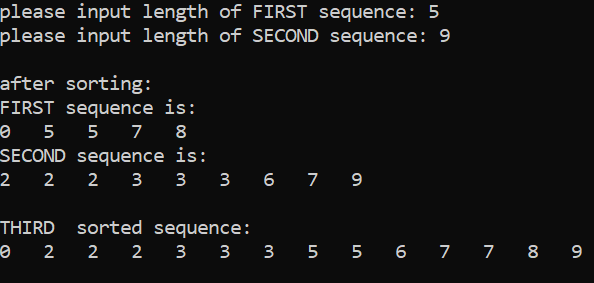 please input length of FIRST sequence: 5
please input length of SECOND sequence: 9
after sorting:
FIRST sequence is:
0 5 5 7 8
SECOND sequence is:
2 2 2 3 3 3 6 7 9
THIRD sorted sequence:
0 2 2 2 3 3 3 5 5 6 7 7 8 9